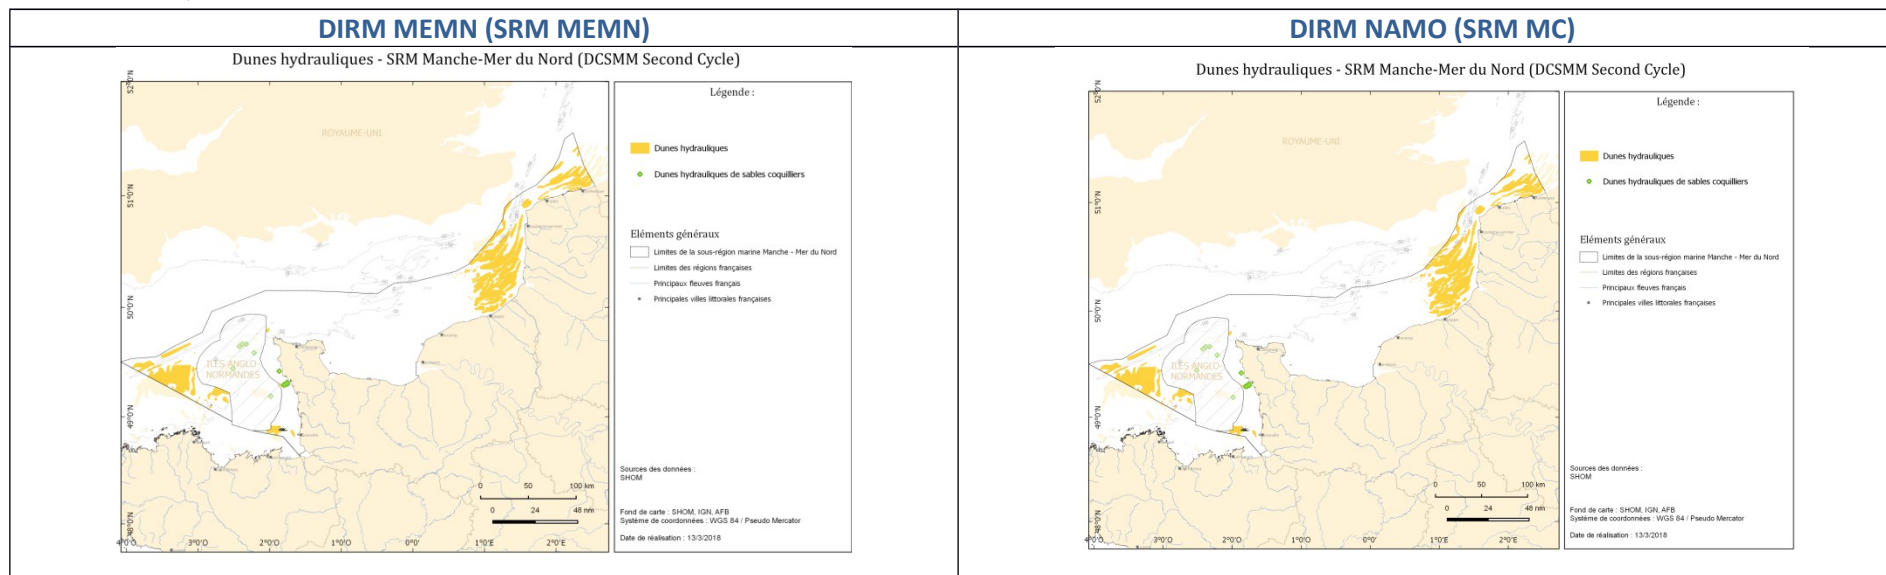 DIRM MEMN (SRM MEMN)
Dunes hydrauliques - SRM Manche-Mer du Nord (DCSMM Second Cycle)
52°0'N
51°0'N
50°0'N
49°0'N
48°0'N
4°0'O
3°0'O
2°0'O
1°0'O
0°0'
1°0'E
2°0'E
ROYAUME-UNI
ILES ANGLO-
NORMANDES
Légende :
Dunes hydrauliques
Dunes hydrauliques de sables coquilliers
Eléments généraux
Limites de la sous-région marine Manche - Mer du Nord
Limites des régions françaises
Principaux fleuves français
Principales villes littorales françaises
Sources des données :
SHOM
0 50 100 km
0 24 48 nm
Fond de carte : SHOM, IGN, AFB
Système de coordonnées : WGS 84 / Pseudo Mercator
Date de réalisation : 13/3/2018
DIRM NAMO (SRM MC)
Dunes hydrauliques - SRM Manche-Mer du Nord (DCSMM Second Cycle)
52°0'N
51°0'N
50°0'N
49°0'N
48°0'N
4°0'O
3°0'O
2°0'O
1°0'O
0°0'
1°0'E
2°0'E
ROYAUME-UNI
ILES ANGLO-
NORMANDES
Légende :
Dunes hydrauliques
Dunes hydrauliques de sables coquilliers
Eléments généraux
Limites de la sous-région marine Manche - Mer du Nord
Limites des régions françaises
Principaux fleuves français
Principales villes littorales françaises
Sources des données :
SHOM
0 50 100 km
0 24 48 nm
Fond de carte : SHOM, IGN, AFB
Système de coordonnées : WGS 84 / Pseudo Mercator
Date de réalisation : 13/3/2018